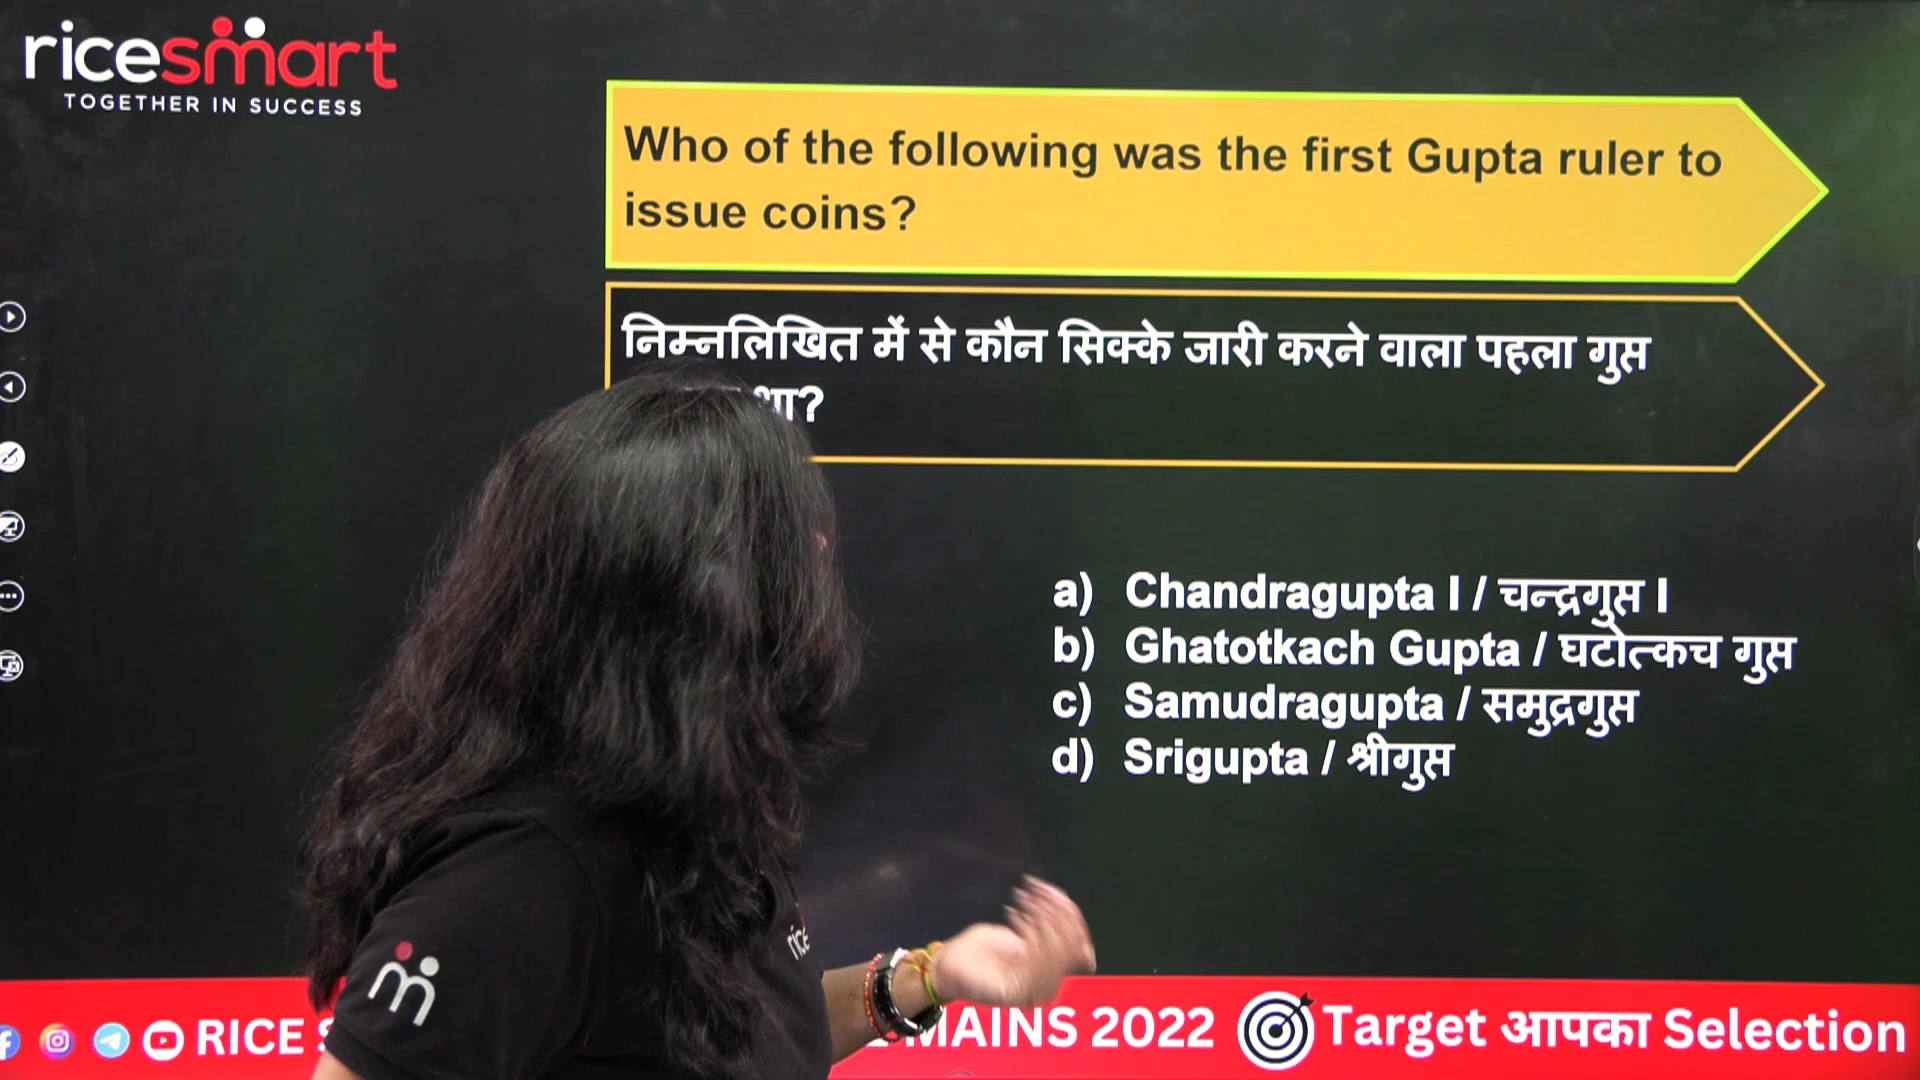 ricesmart
TOGETHER IN SUCCESS
Who of the following was the first Gupta ruler to
issue coins?
निम्नलिखित में से कौन सिक्के जारी करने वाला पहला गुप्त
था?
a) Chandragupta I / चन्द्रगुप्त I
b) Ghatotkach Gupta / घटोत्कच गुप्त
c) Samudragupta / समुद्रगुप्त
d) Srigupta / श्रीगुप्त
rice
RICE MAINS 2022 Target आपका Selection